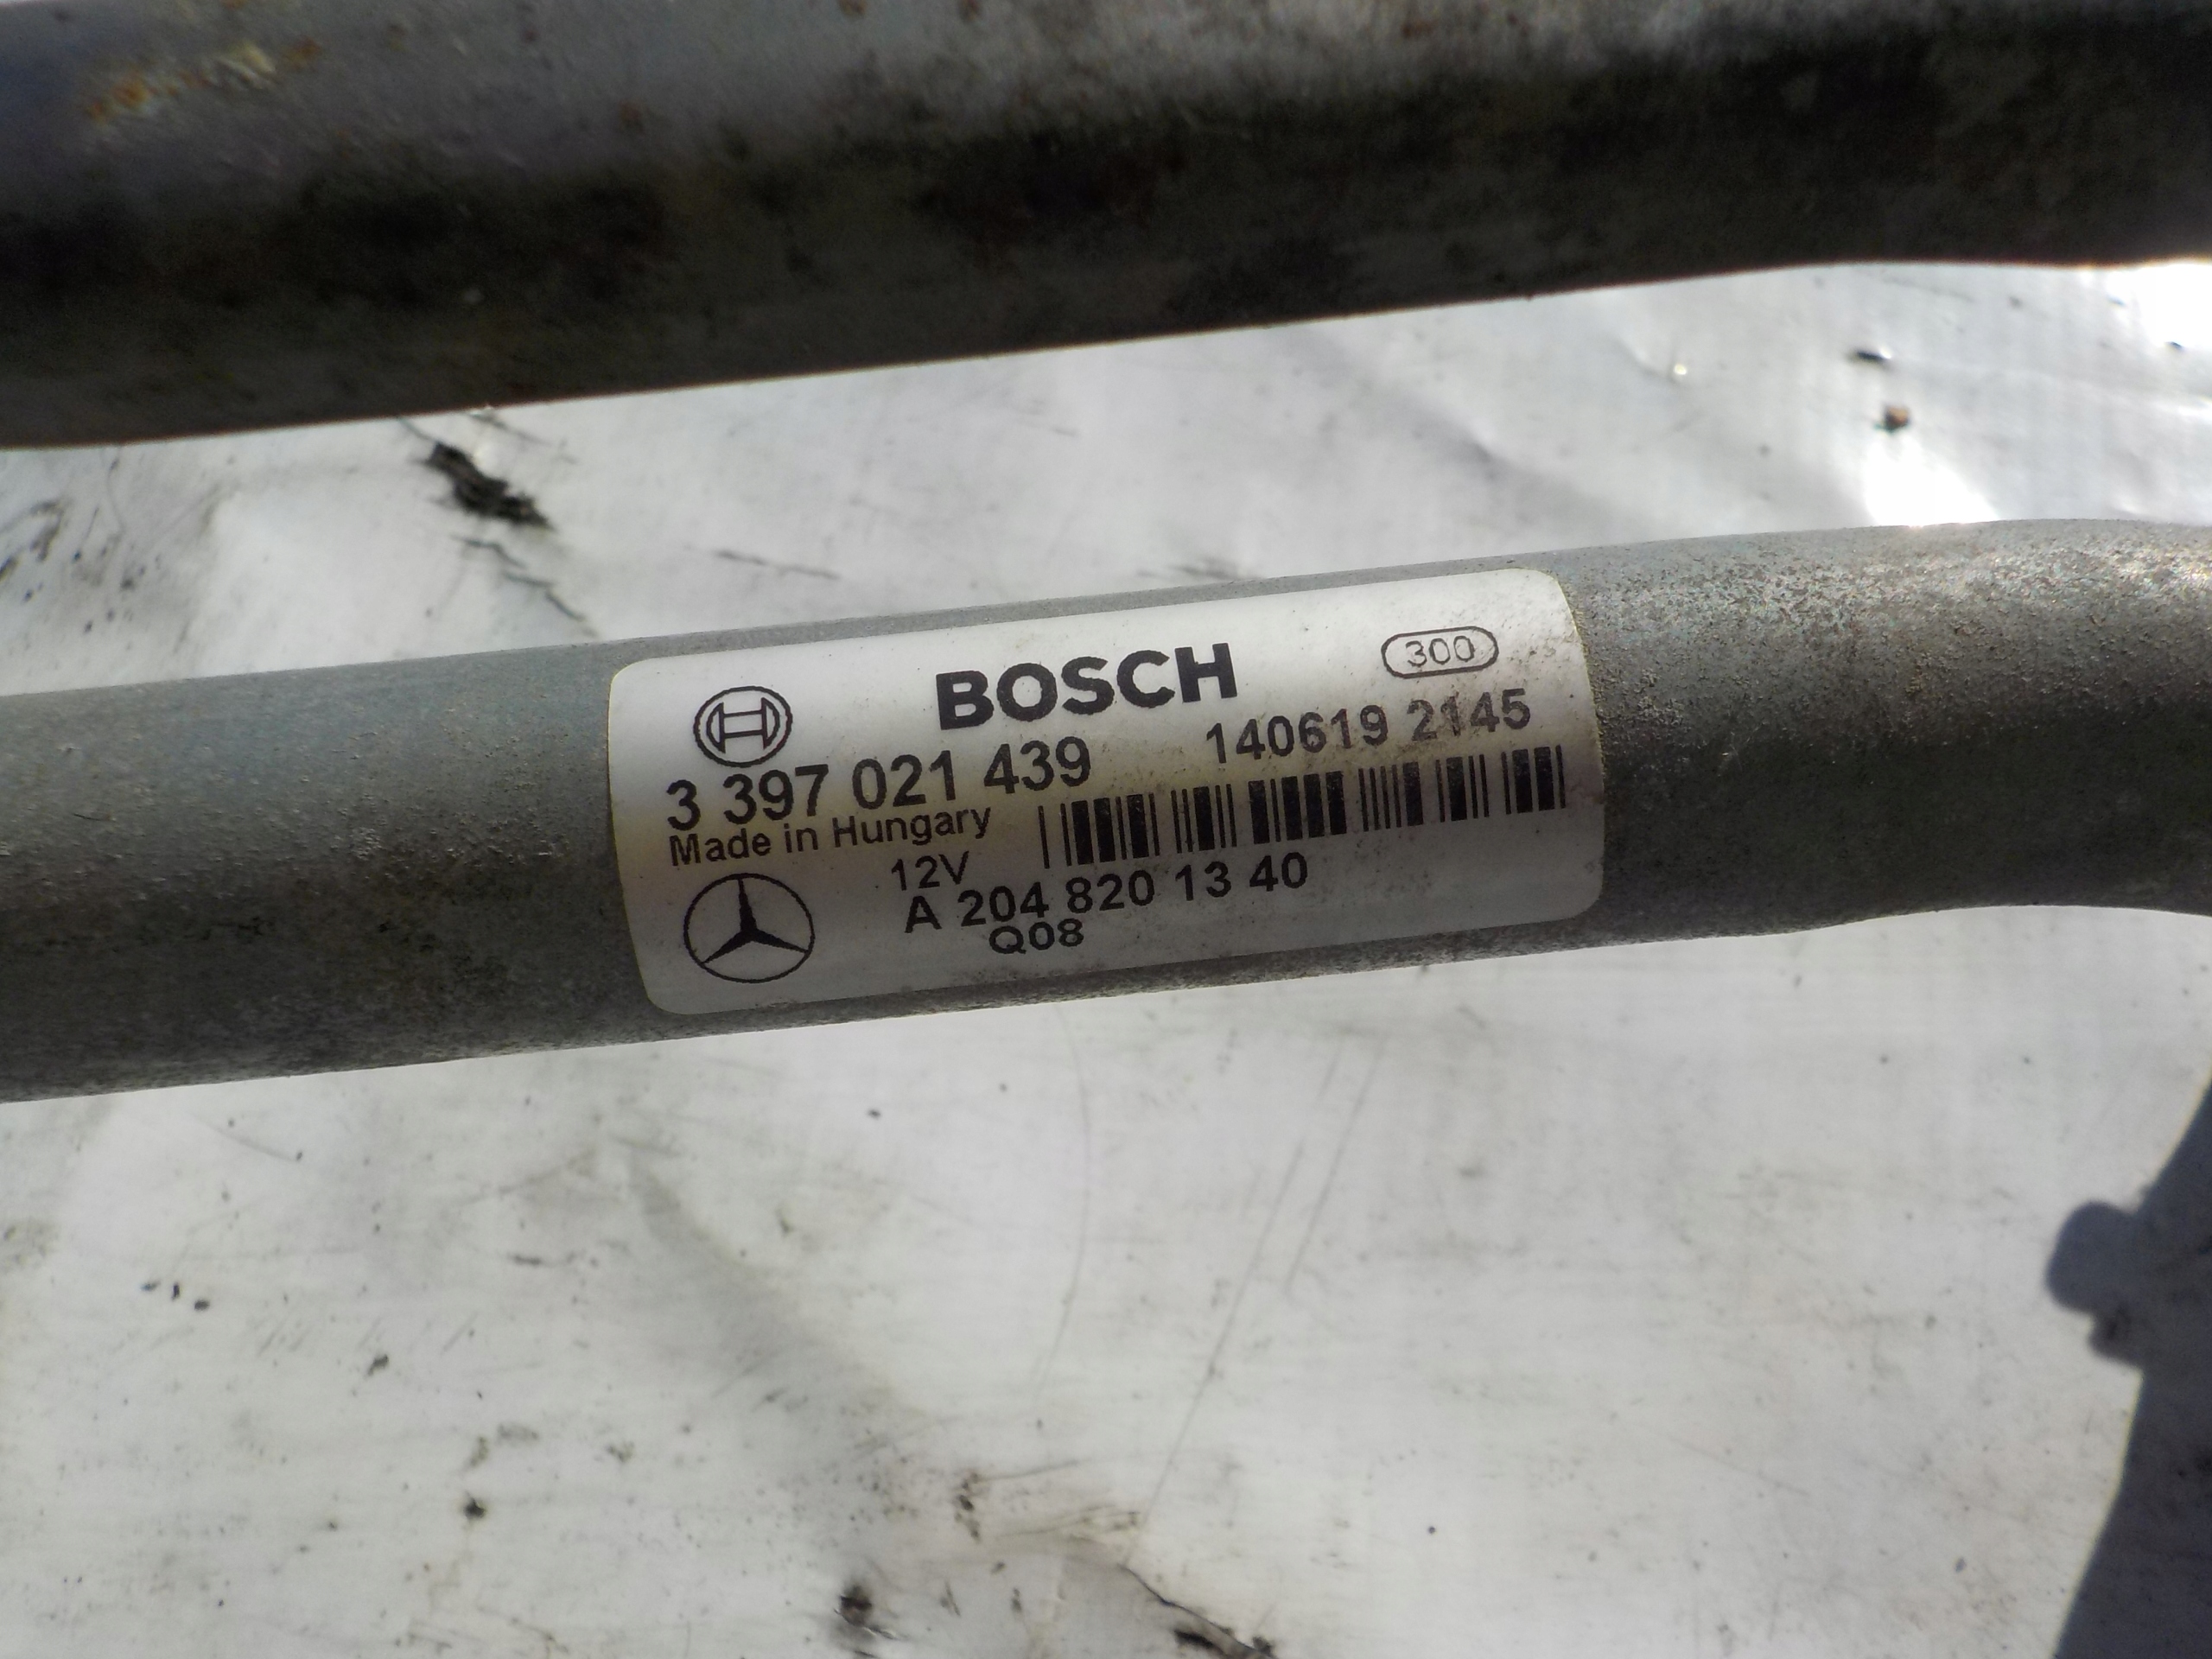 BOSCH 300
3 397 021 439 140619 2145
Made in Hungary
12V
A 204 820 13 40
Q08